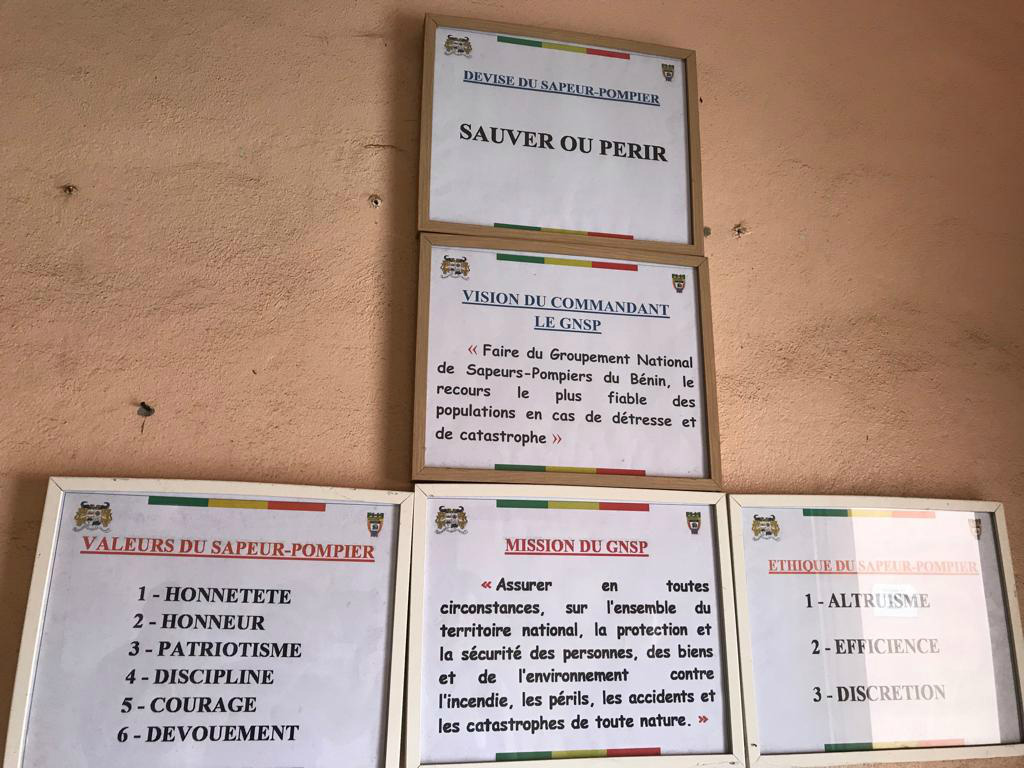 DEVISE DU SAPEUR-POMPIER
SAUVER OU PERIR
VISION DU COMMANDANT
LE GNSP
« Faire du Groupement National
de Sapeurs-Pompiers du Bénin, le
recours le plus fiable des
populations en cas de détresse et
de catastrophe »
VALEURS DU SAPEUR-POMPIER
1 - HONNETETE
2 - HONNEUR
3 - PATRIOTISME
4 - DISCIPLINE
5 - COURAGE
6 - DEVOUEMENT
MISSION DU GNSP
« Assurer en toutes
circonstances, sur l'ensemble du
territoire national, la protection et
la sécurité des personnes, des biens
et de l'environnement contre
l'incendie, les périls, les accidents et
les catastrophes de toute nature. »
ETHIQUE DU SAPEUR-POMPIER
1 - ALTRUISME
2 - EFFICIENCE
3 - DISCRETION